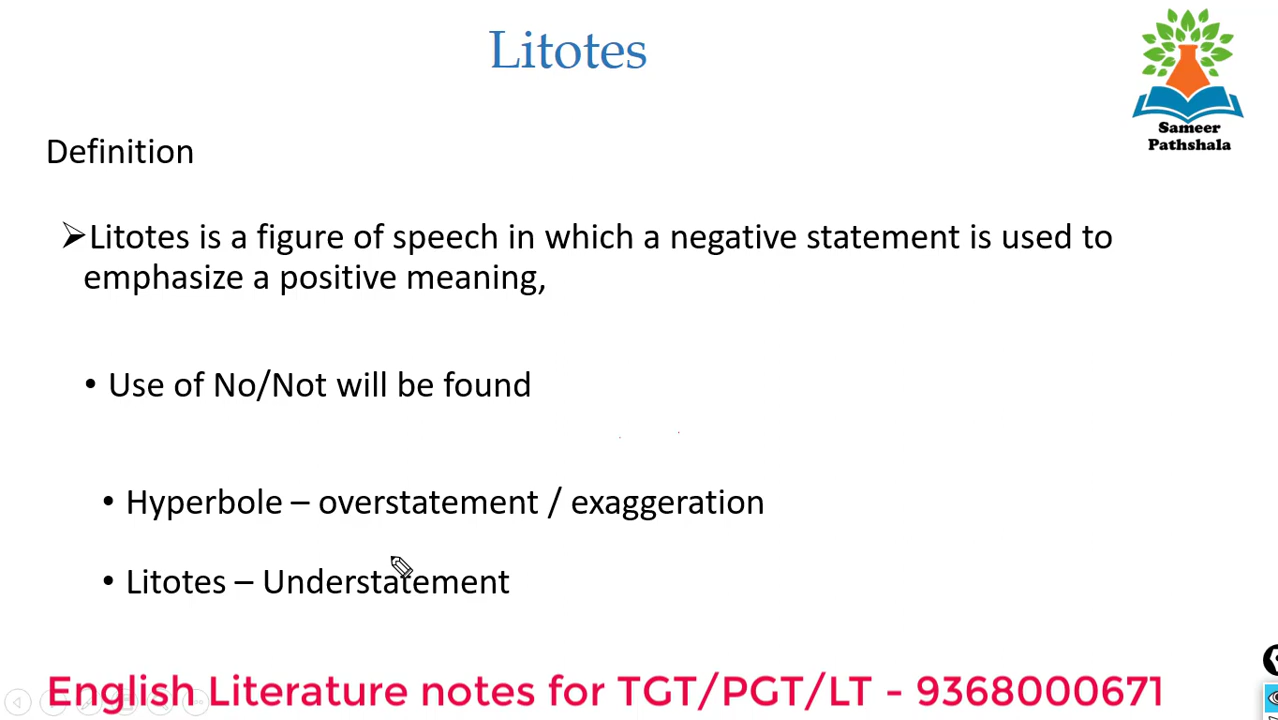 Litotes
Sameer
Pathshala
Definition
➢Litotes is a figure of speech in which a negative statement is used to
emphasize a positive meaning,
• Use of No/Not will be found
• Hyperbole – overstatement / exaggeration
• Litotes – Understatement
English Literature notes for TGT/PGT/LT - 9368000671